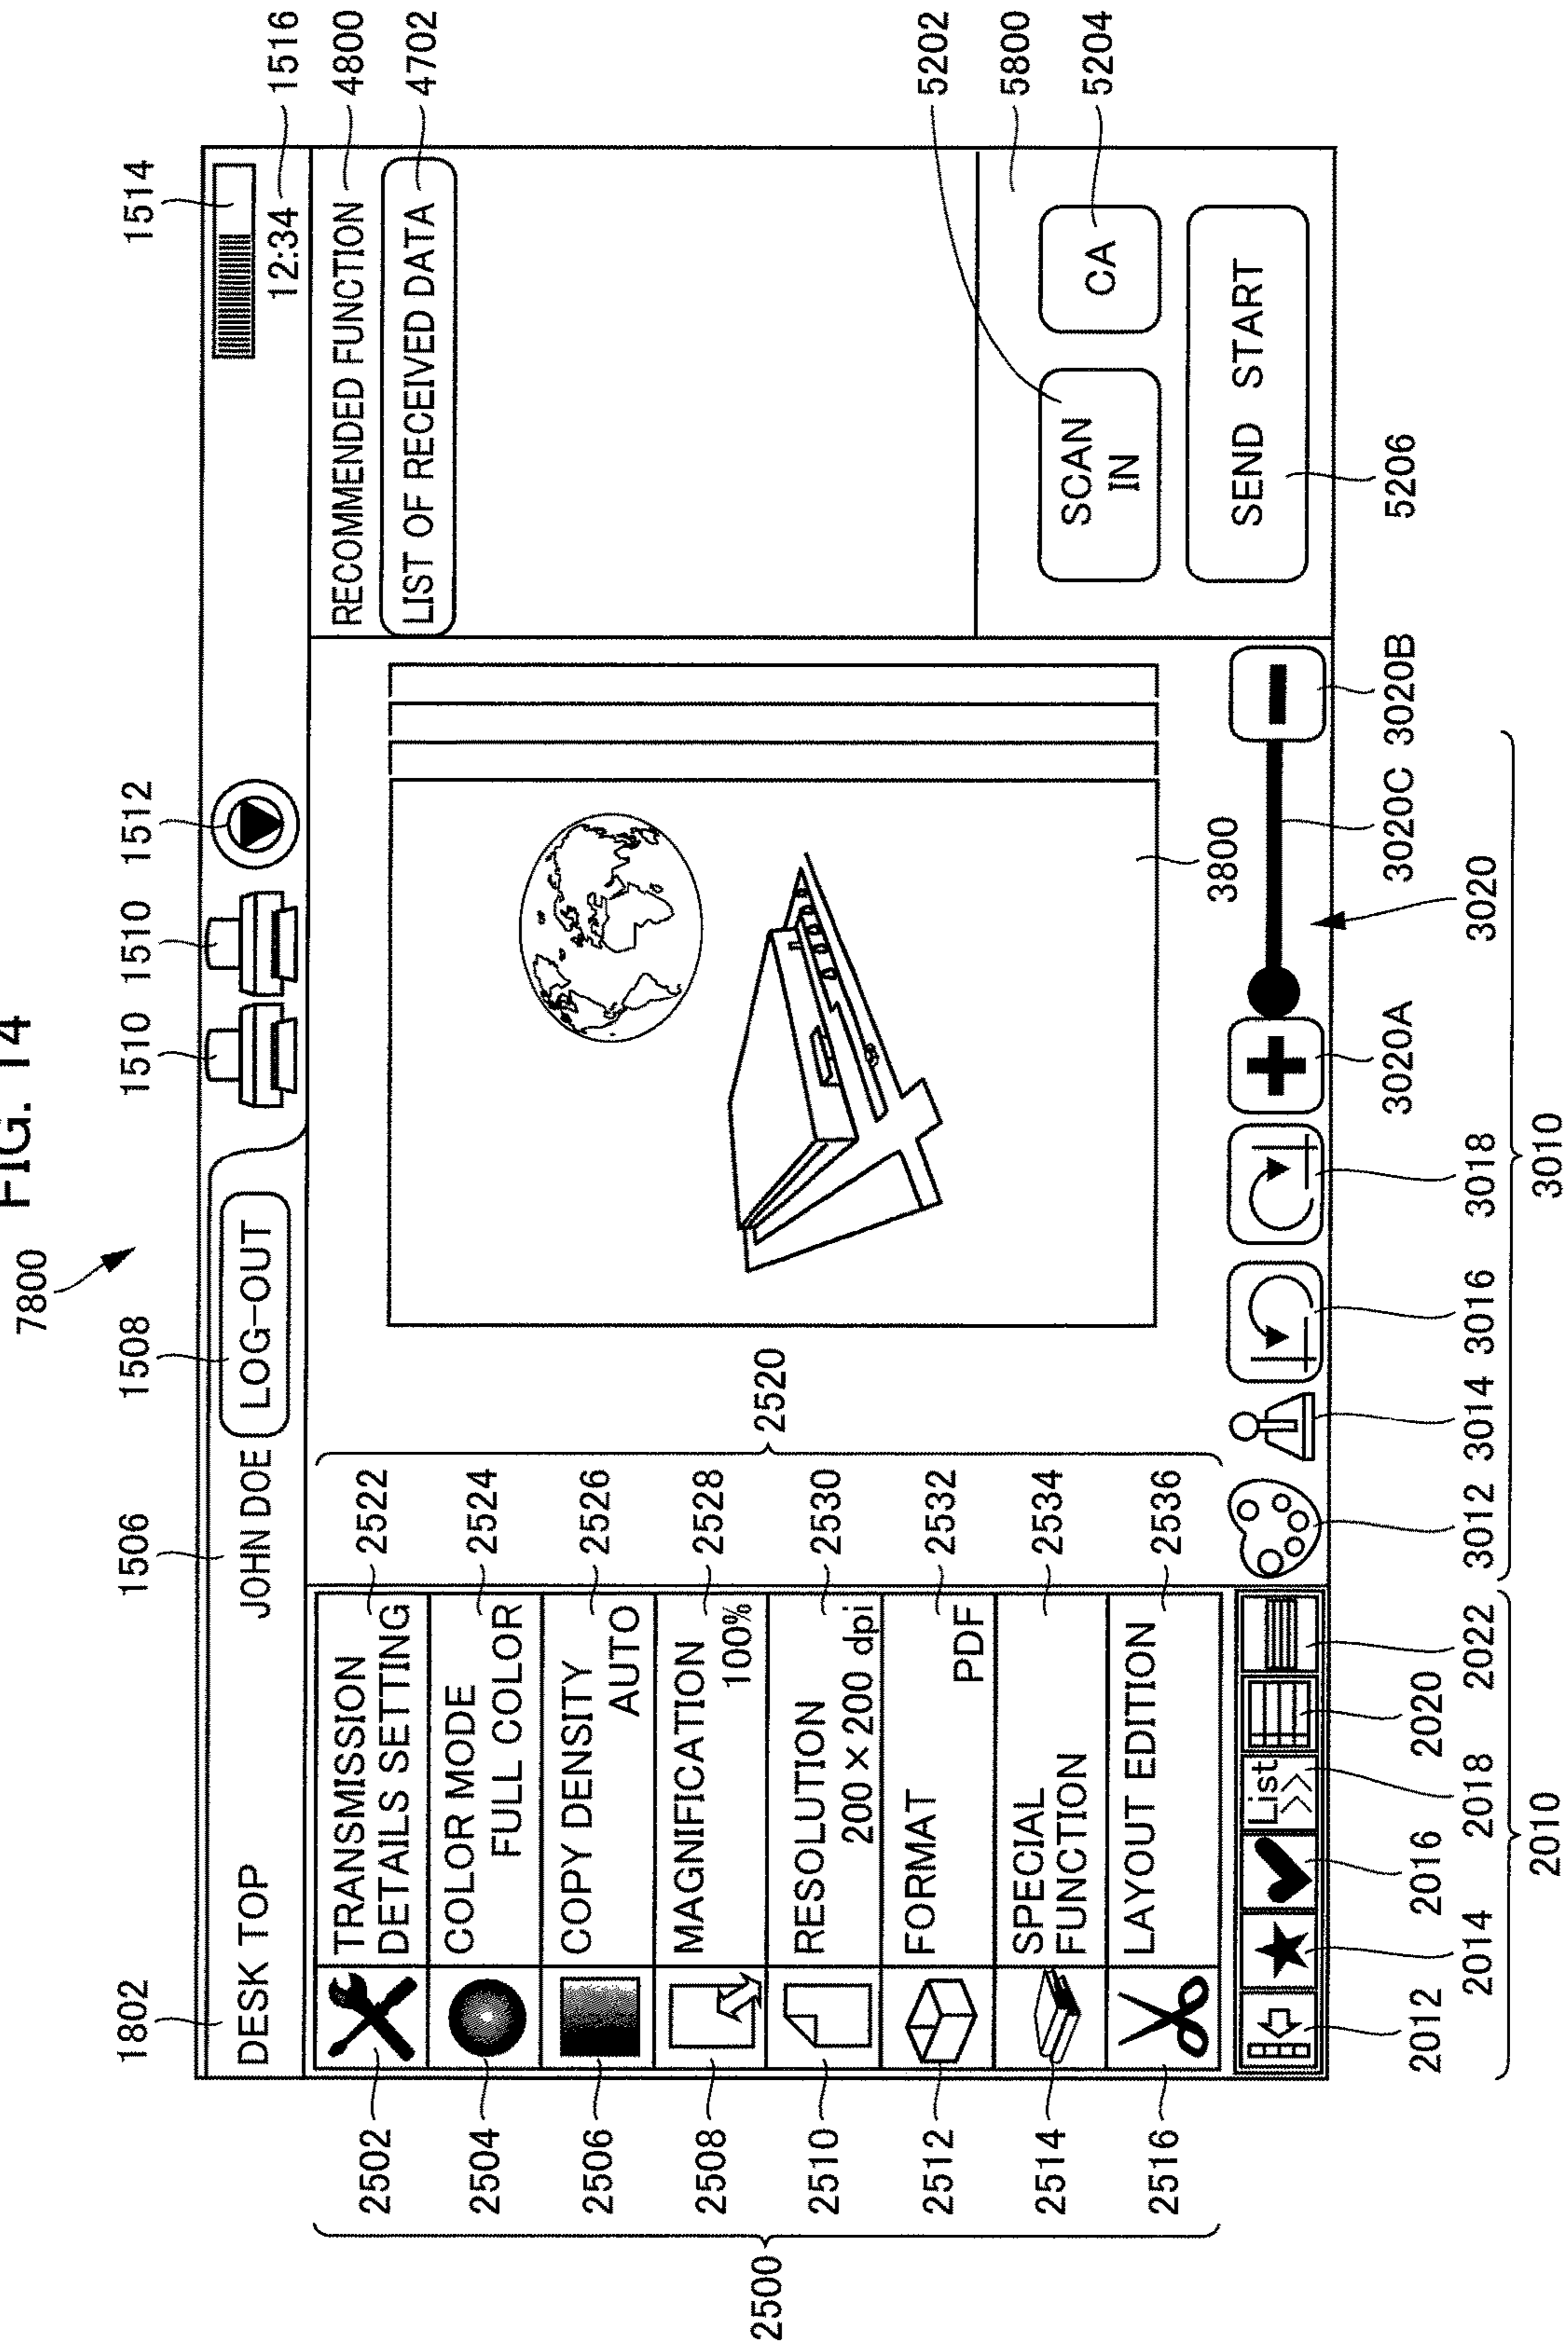 FIG. 14
7800
1802
1506
1508
1510
1510
1512
1514
1516
DESK TOP
JOHN DOE
LOG-OUT
12:34
2500
2502
TRANSMISSION
DETAILS SETTING
2522
2504
COLOR MODE
FULL COLOR
2524
2506
COPY DENSITY
AUTO
2526
2508
MAGNIFICATION
100%
2528
2510
RESOLUTION
200 × 200 dpi
2530
2512
FORMAT
PDF
2532
2514
SPECIAL
FUNCTION
2534
2516
LAYOUT EDITION
2536
2520
3800
RECOMMENDED FUNCTION
4800
LIST OF RECEIVED DATA
4702
5202
5800
SCAN
IN
CA
5204
SEND START
5206
List
2012
2014
2016
2018
2020
2022
2010
3012
3014
3016
3018
3020A
3020
3020C
3020B
3010